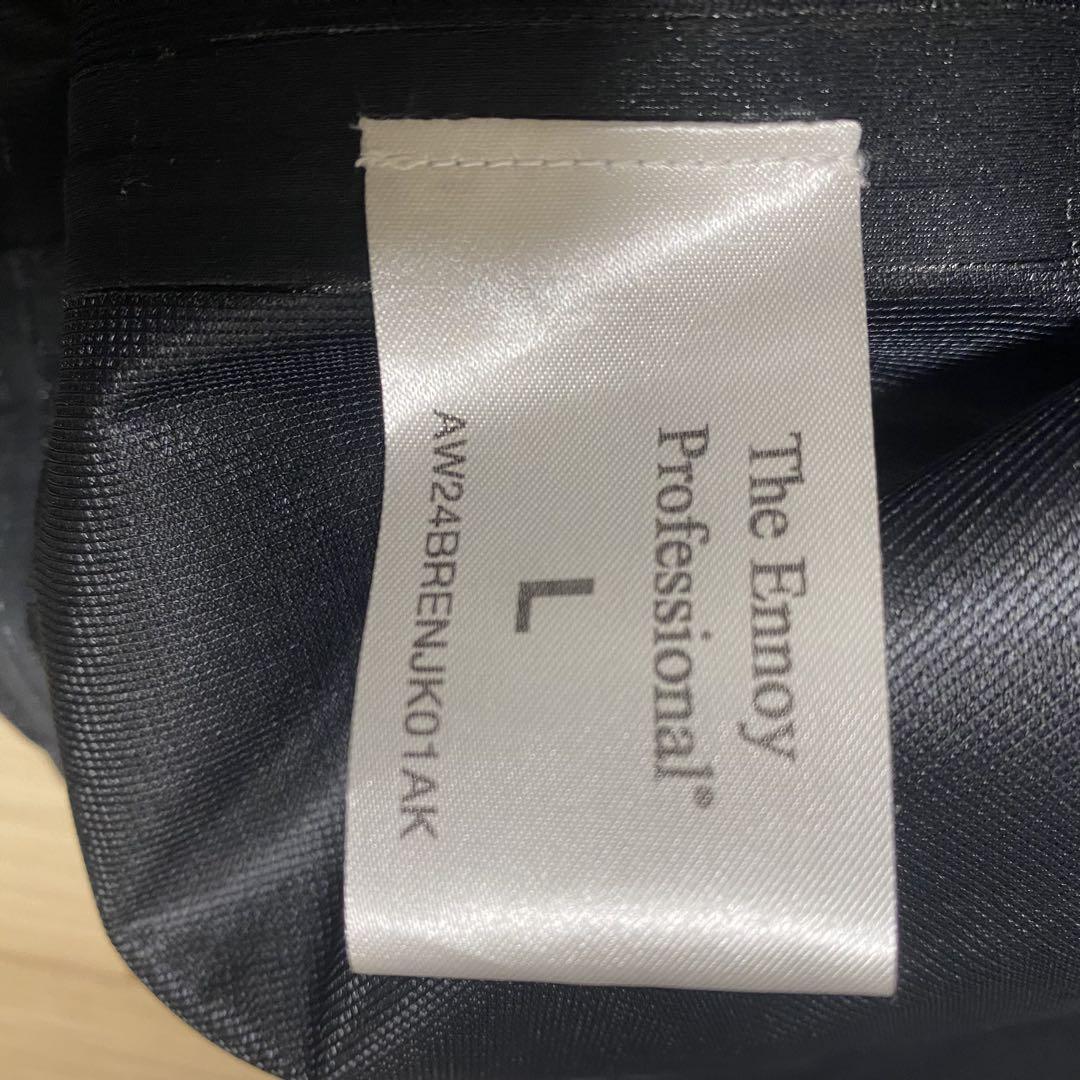 The Ennoy
Professional®
L
AW24BRENJK01AK